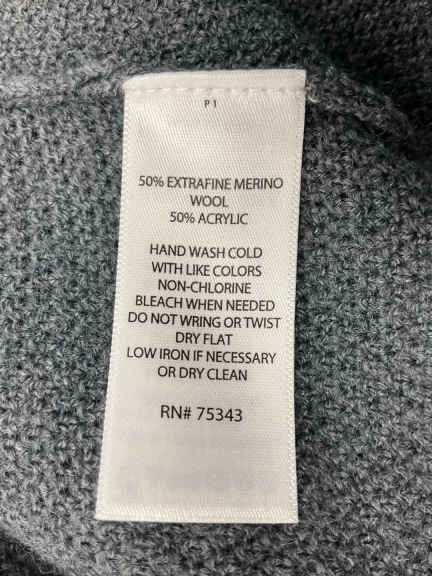 P 1
50% EXTRAFINE MERINO
WOOL
50% ACRYLIC
HAND WASH COLD
WITH LIKE COLORS
NON-CHLORINE
BLEACH WHEN NEEDED
DO NOT WRING OR TWIST
DRY FLAT
LOW IRON IF NECESSARY
OR DRY CLEAN
RN# 75343